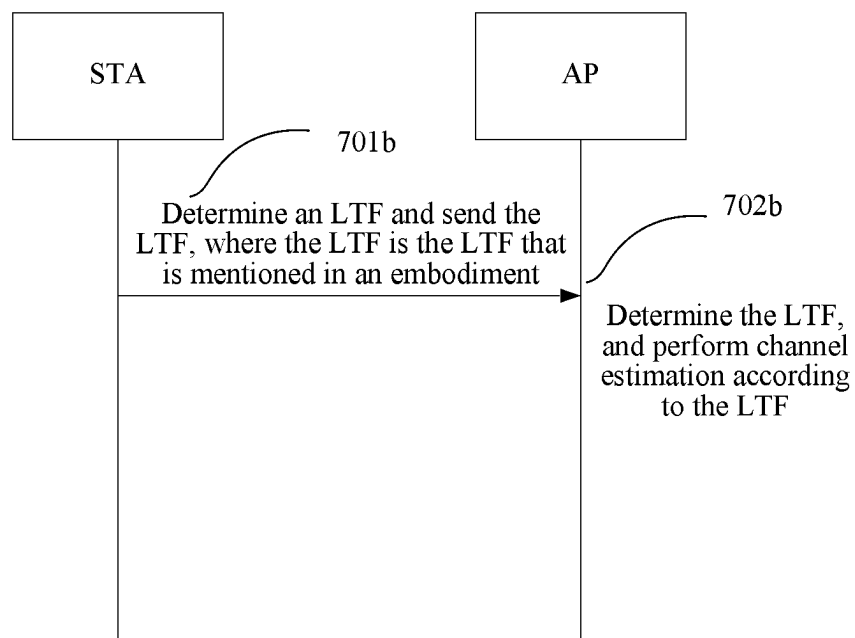 STA
AP
701b
Determine an LTF and send the
LTF, where the LTF is the LTF that
is mentioned in an embodiment
702b
Determine the LTF,
and perform channel
estimation according
to the LTF